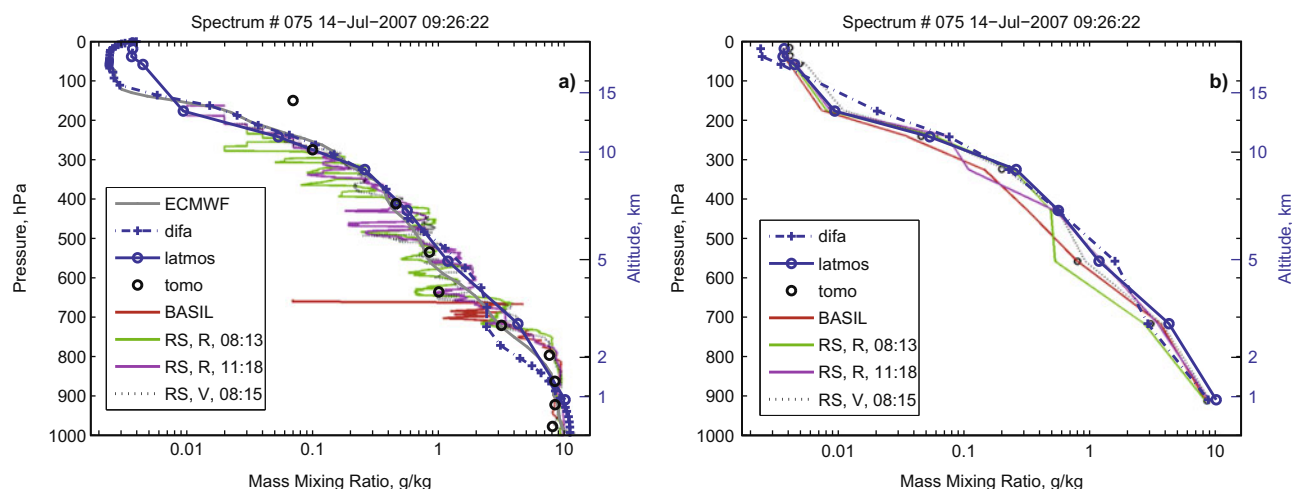 Spectrum # 075 14−Jul−2007 09:26:22
a)
0
100
200
300
400
500
600
700
800
900
1000
Pressure, hPa
15
10
5
2
1
Altitude, km
ECMWF
difa
latmos
tomo
BASIL
RS, R, 08:13
RS, R, 11:18
RS, V, 08:15
0.01
0.1
1
10
Mass Mixing Ratio, g/kg
Spectrum # 075 14−Jul−2007 09:26:22
b)
0
100
200
300
400
500
600
700
800
900
1000
Pressure, hPa
15
10
5
2
1
Altitude, km
difa
latmos
tomo
BASIL
RS, R, 08:13
RS, R, 11:18
RS, V, 08:15
0.01
0.1
1
10
Mass Mixing Ratio, g/kg